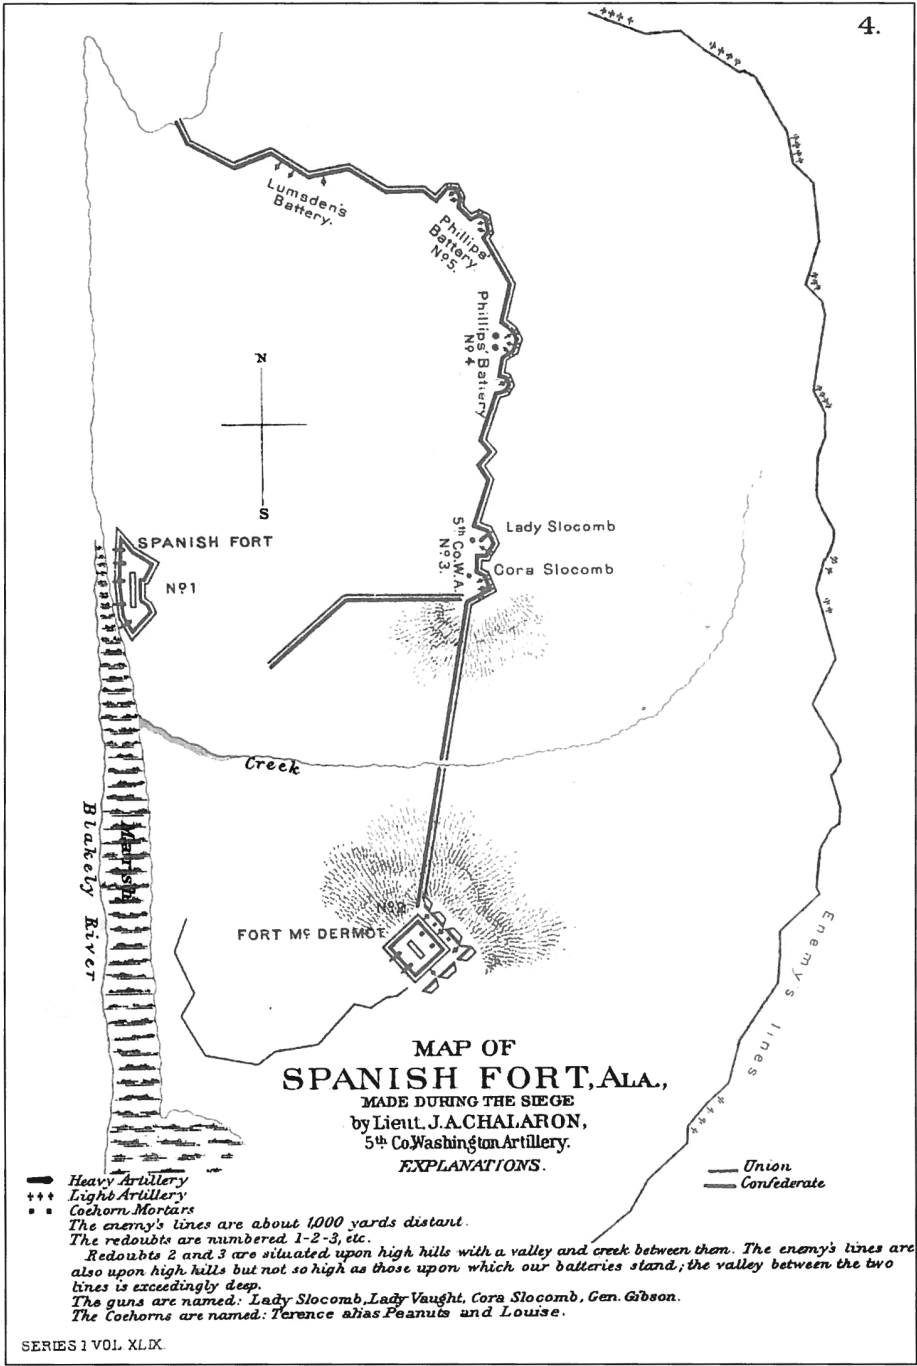 4.
Lumsden's
Battery.
Phillips'
Battery
No5.
Phillips' Battery
No4
N
S
Lady Slocomb
5th Co. W.A.
No3.
Cora Slocomb
SPANISH FORT
No1
Creek
Blakely River
Marsh
No2
FORT Mc DERMOT
Enemy's lines
MAP OF
SPANISH FORT, ALA.,
MADE DURING THE SIEGE
by Lieut. J.A. CHALARON,
5th Co. Washington Artillery.
EXPLANATIONS.
Heavy Artillery
Light Artillery
Coehorn Mortars
Union
Confederate
The enemy's lines are about 1,000 yards distant.
The redoubts are numbered 1-2-3, etc.
Redoubts 2 and 3 are situated upon high hills with a valley and creek between them. The enemy's lines are
also upon high hills but not so high as those upon which our batteries stand; the valley between the two
lines is exceedingly deep.
The guns are named: Lady Slocomb, Lady Vaught, Cora Slocomb, Gen. Gibson.
The Coehorns are named: Terence alias Peanuts and Louise.
SERIES 1 VOL. XLIX.